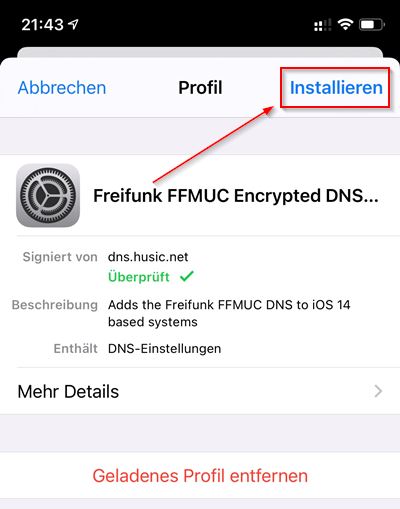 21:43
Abbrechen Profil Installieren
Freifunk FFMUC Encrypted DNS...
Signiert von dns.husic.net
Überprüft
Beschreibung Adds the Freifunk FFMUC DNS to iOS 14
based systems
Enthält DNS-Einstellungen
Mehr Details
Geladenes Profil entfernen